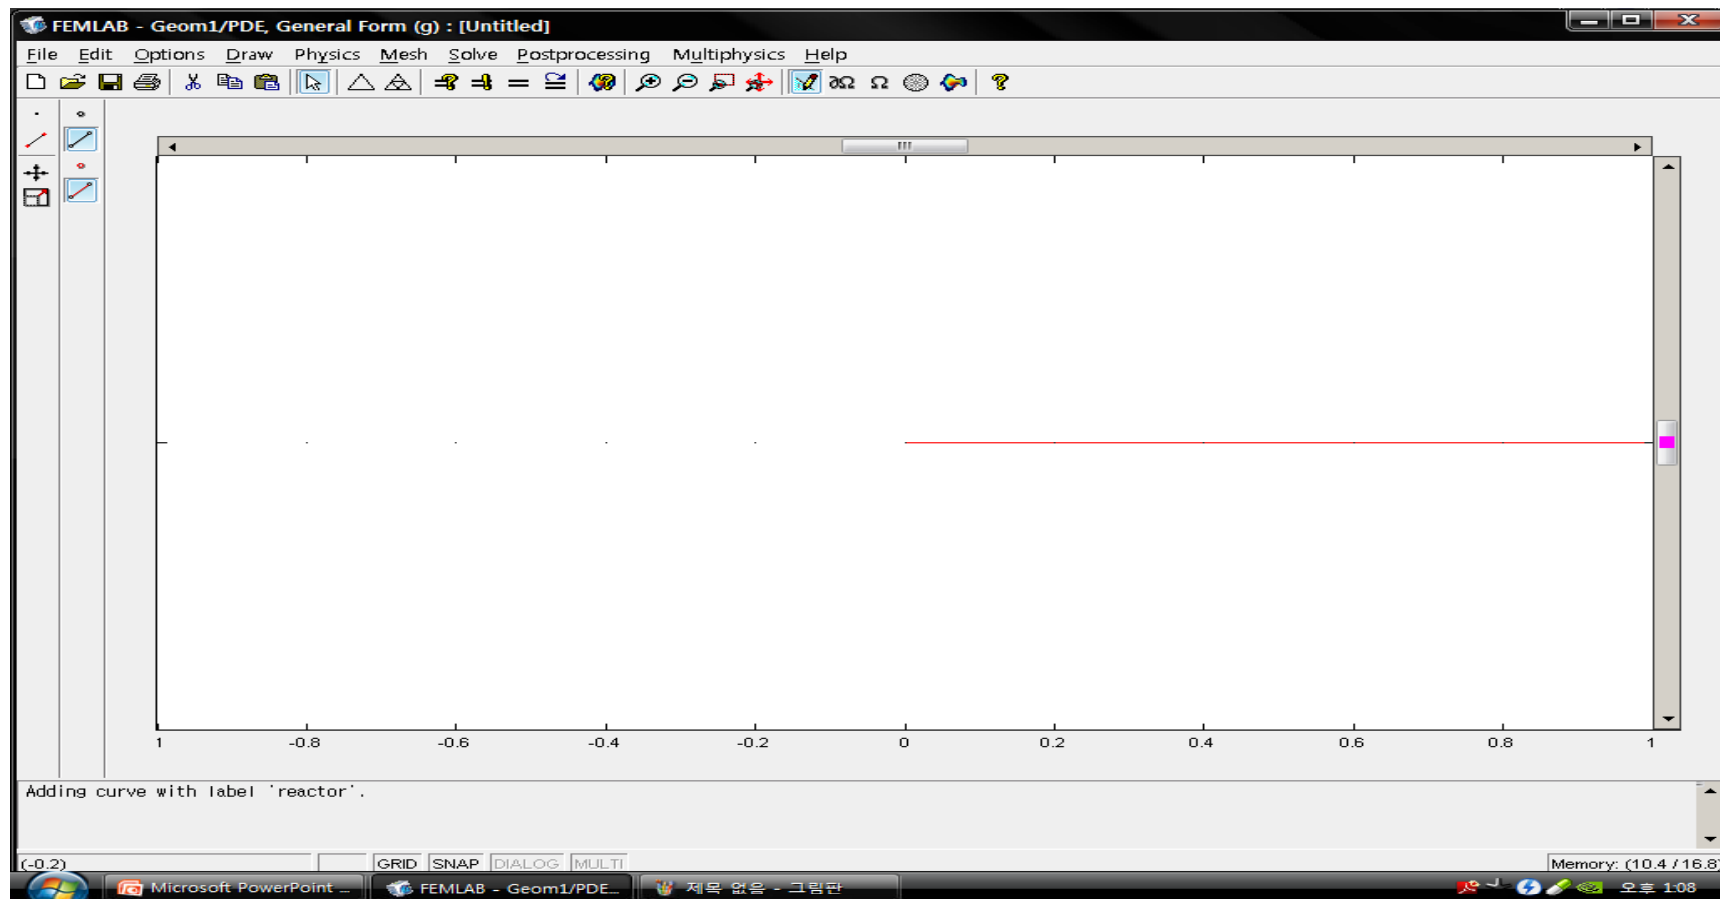 FEMLAB - Geom1/PDE, General Form (g) : [Untitled]
File Edit Options Draw Physics Mesh Solve Postprocessing Multiphysics Help
∂Ω Ω
1 -0.8 -0.6 -0.4 -0.2 0 0.2 0.4 0.6 0.8 1
Adding curve with label 'reactor'.
(-0.2) GRID SNAP DIALOG MULTI Memory: (10.4 / 16.8)
Microsoft PowerPoint ... FEMLAB - Geom1/PDE... 제목 없음 - 그림판 오후 1:08